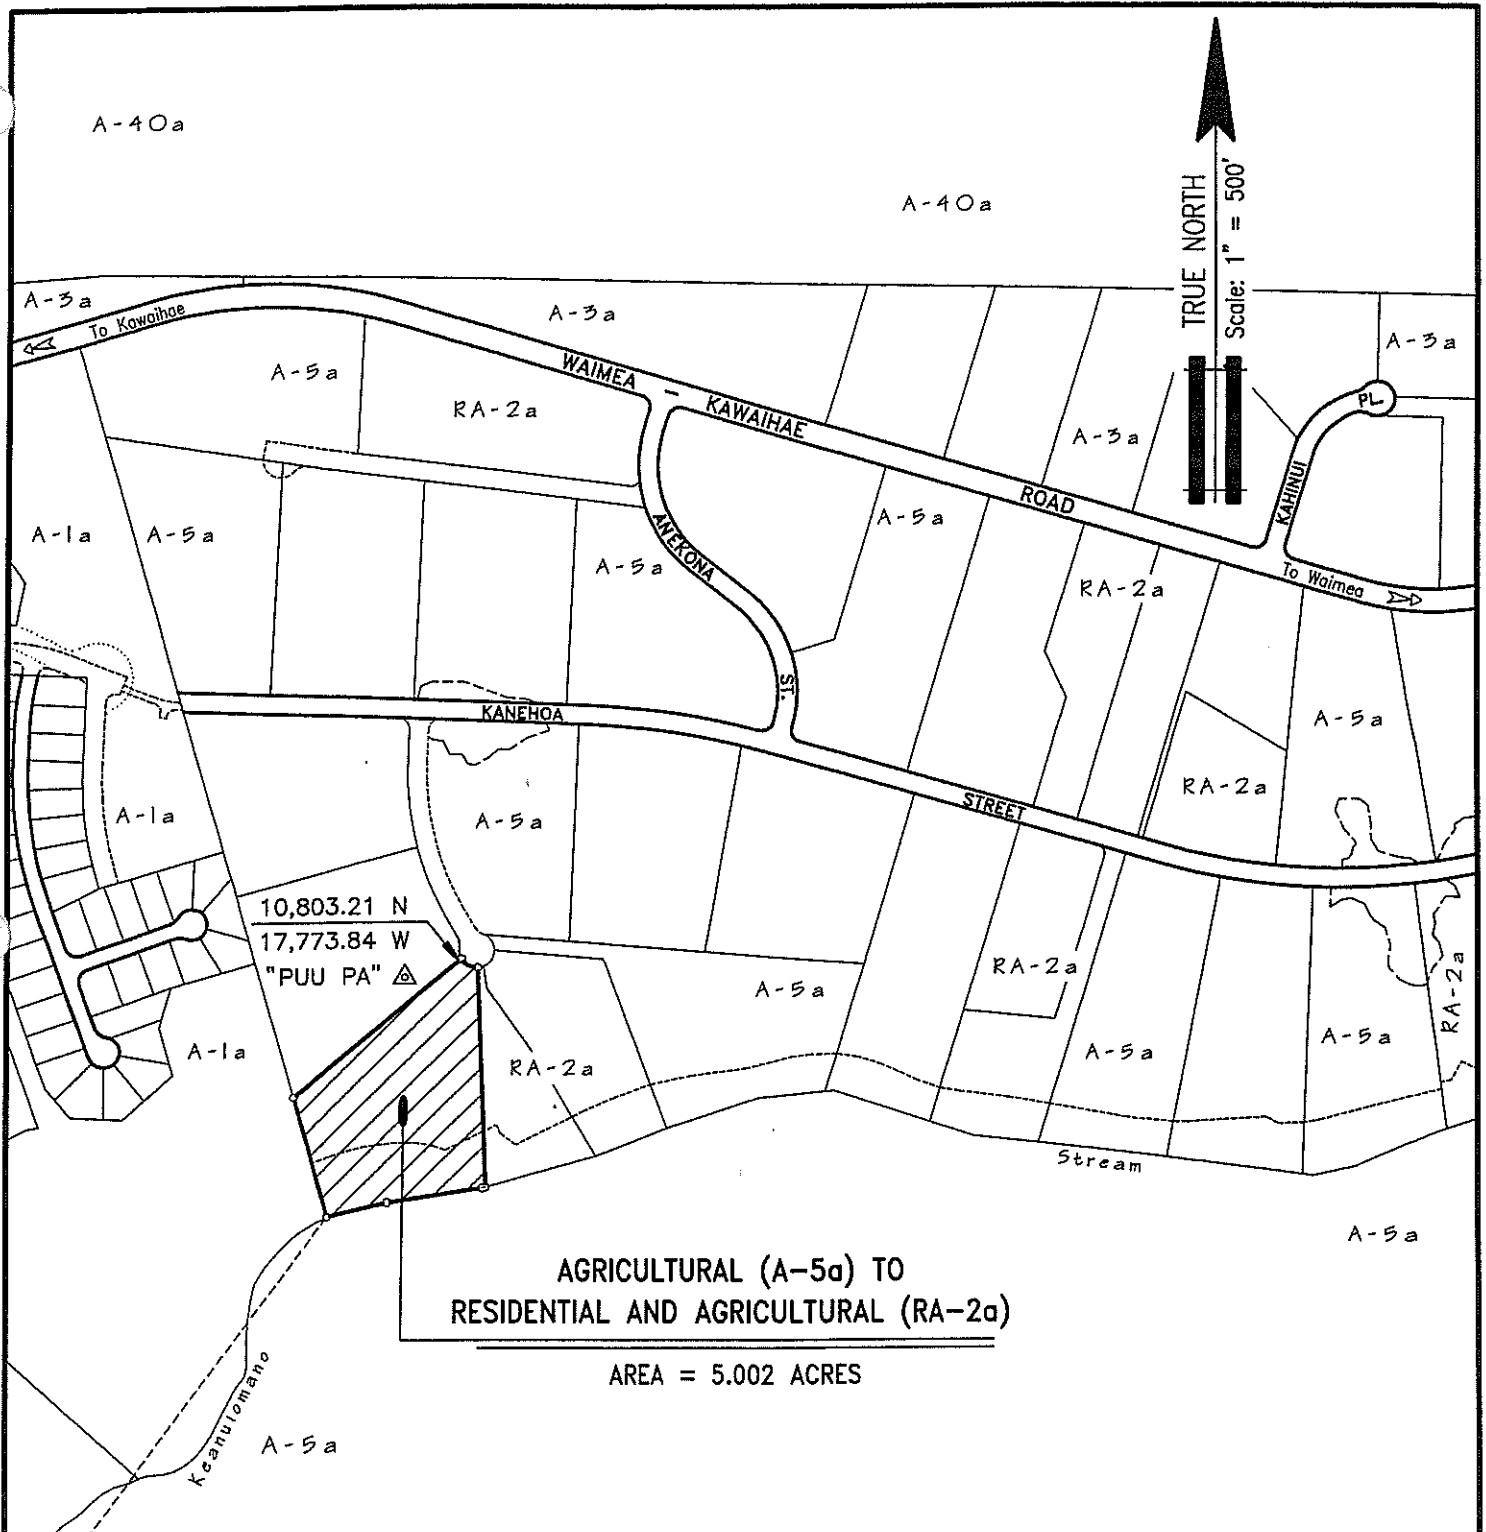 A-40a
A-40a
TRUE NORTH
Scale: 1" = 500'
A-3a
To Kawaihae
A-3a
A-3a
A-5a
RA-2a
WAIMEA - KAWAIHAE ROAD
PL.
KAHINUI
A-3a
A-1a
A-5a
A-5a
ANEKONA ST.
A-5a
RA-2a
To Waimea
KANEHOA STREET
A-5a
A-1a
A-5a
RA-2a
10,803.21 N
17,773.84 W
"PUU PA"
A-5a
RA-2a
RA-2a
A-1a
RA-2a
A-5a
A-5a
Stream
A-5a
AGRICULTURAL (A-5a) TO
RESIDENTIAL AND AGRICULTURAL (RA-2a)
AREA = 5.002 ACRES
Keanuiomano
A-5a